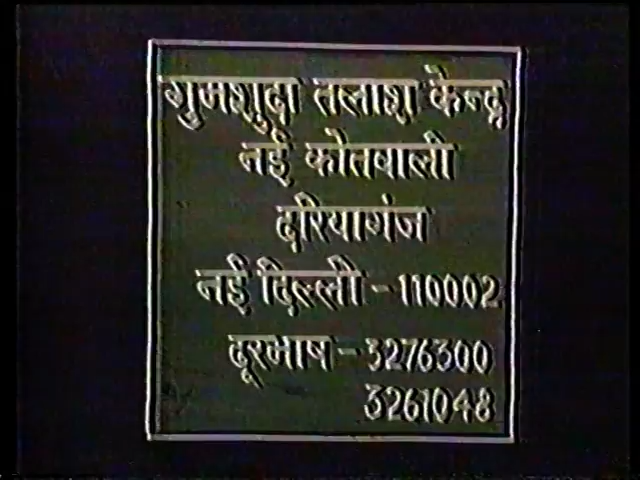 गुमशुदा तलाश केन्द्र
नई कोतवाली
दरियागंज
नई दिल्ली - 110002
दूरभाष - 3276300
3261048